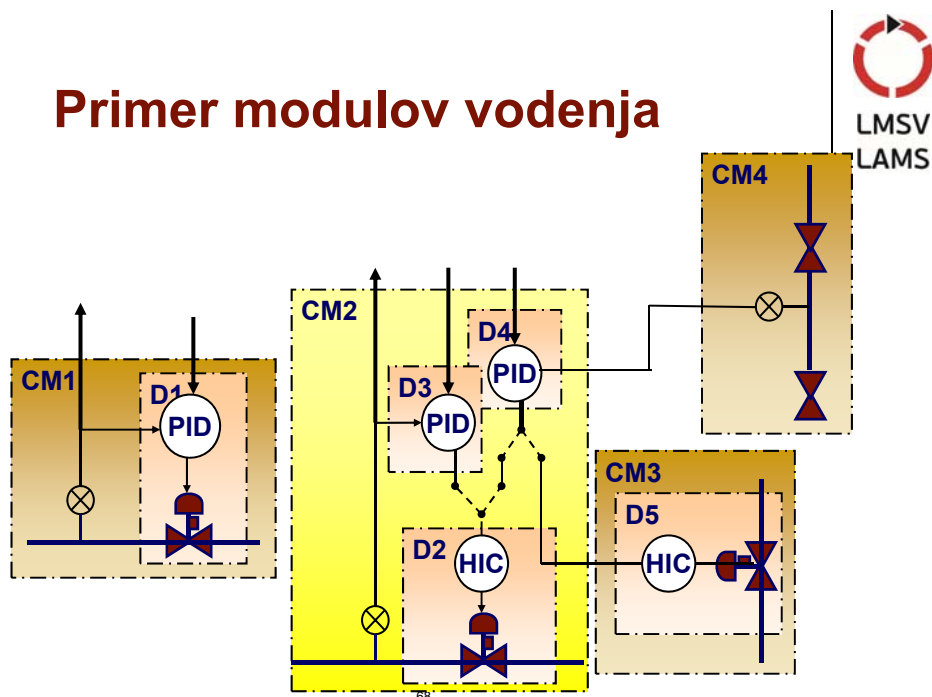 Primer modulov vodenja
LMSV
LAMS
CM4
CM2
D4
PID
CM1
D1
PID
D3
PID
CM3
D5
D2
HIC
HIC
68